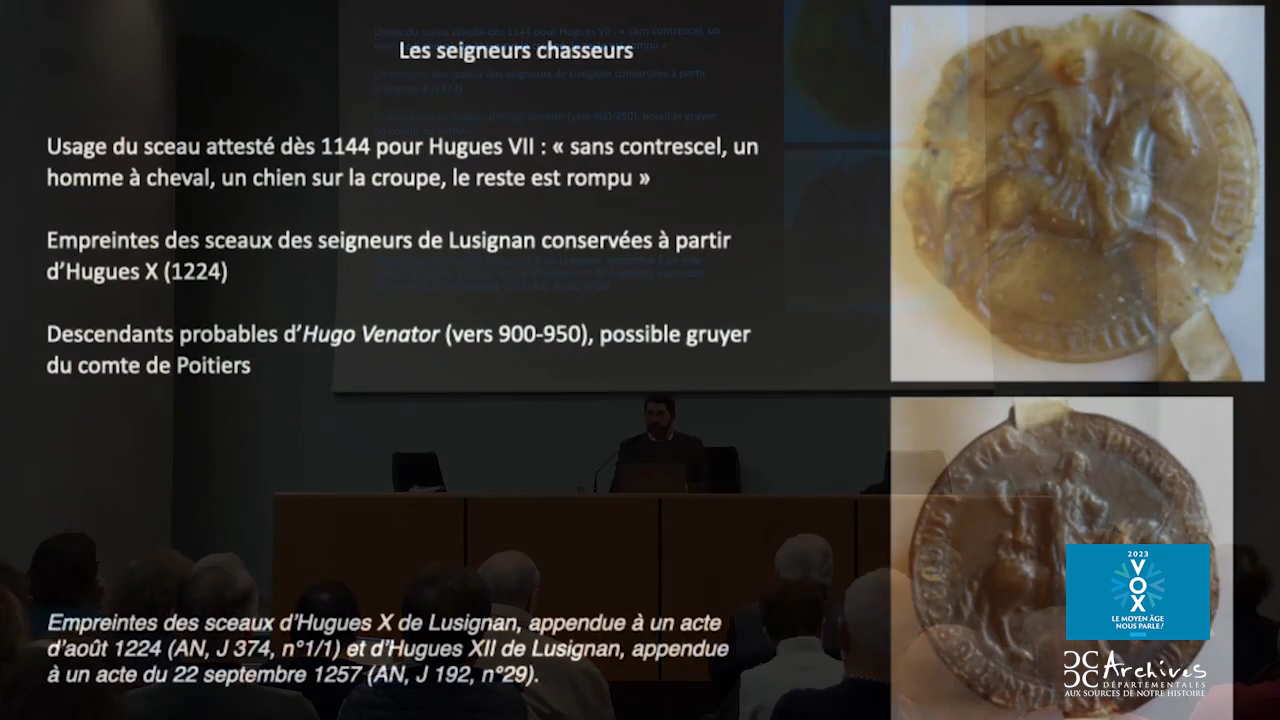 Les seigneurs chasseurs
Usage du sceau attesté dès 1144 pour Hugues VII : « sans contrescel, un
homme à cheval, un chien sur la croupe, le reste est rompu »
Empreintes des sceaux des seigneurs de Lusignan conservées à partir
d’Hugues X (1224)
Descendants probables d’Hugo Venator (vers 900-950), possible gruyer
du comte de Poitiers
Empreintes des sceaux d’Hugues X de Lusignan, appendue à un acte
d’août 1224 (AN, J 374, n°1/1) et d’Hugues XII de Lusignan, appendue
à un acte du 22 septembre 1257 (AN, J 192, n°29).
2023
VOX
LE MOYEN ÂGE
NOUS PARLE !
Archives
DÉPARTEMENTALES
AUX SOURCES DE NOTRE HISTOIRE